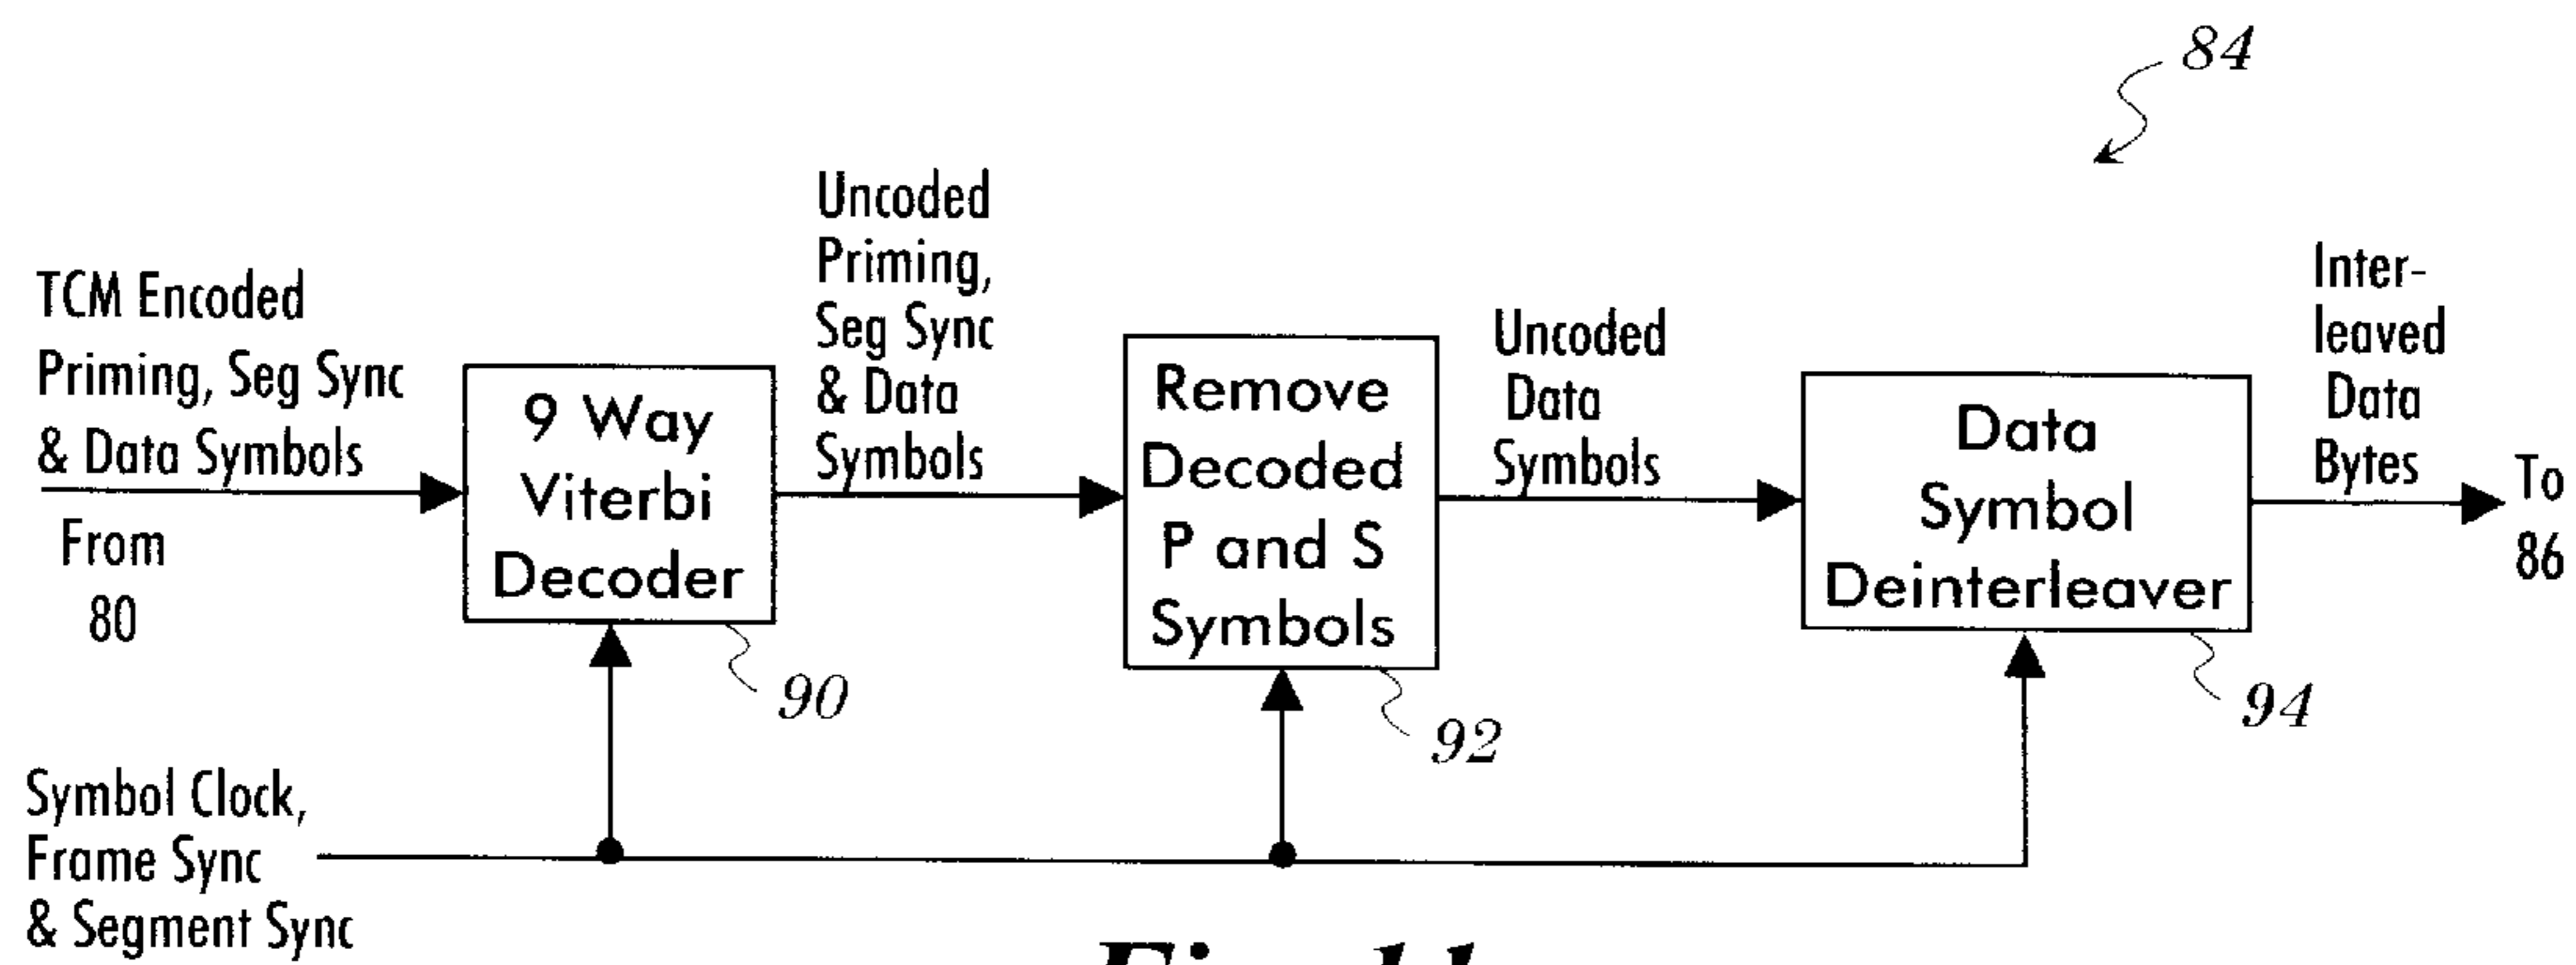 84
TCM Encoded
Priming, Seg Sync
& Data Symbols
From
80
9 Way
Viterbi
Decoder
90
Uncoded
Priming,
Seg Sync
& Data
Symbols
Remove
Decoded
P and S
Symbols
92
Uncoded
Data
Symbols
Data
Symbol
Deinterleaver
94
Inter-
leaved
Data
Bytes
To
86
Symbol Clock,
Frame Sync
& Segment Sync